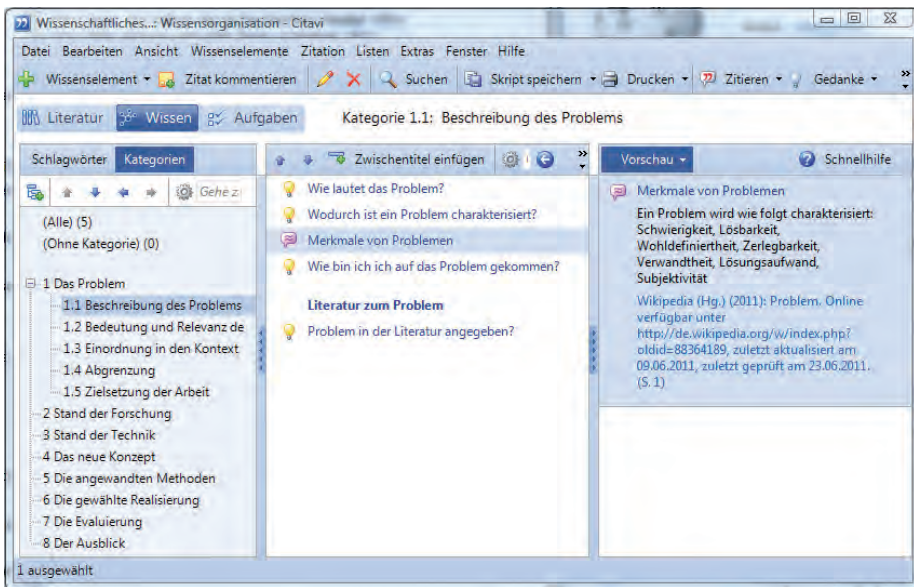 Wissenschaftliches...: Wissensorganisation - Citavi
Datei Bearbeiten Ansicht Wissenselemente Zitation Listen Extras Fenster Hilfe
Wissenselement Zitat kommentieren Suchen Skript speichern Drucken Zitieren Gedanke
Literatur Wissen Aufgaben Kategorie 1.1: Beschreibung des Problems
Schlagwörter Kategorien
Gehe z
(Alle) (5)
(Ohne Kategorie) (0)
1 Das Problem
1.1 Beschreibung des Problems
1.2 Bedeutung und Relevanz de
1.3 Einordnung in den Kontext
1.4 Abgrenzung
1.5 Zielsetzung der Arbeit
2 Stand der Forschung
3 Stand der Technik
4 Das neue Konzept
5 Die angewandten Methoden
6 Die gewählte Realisierung
7 Die Evaluierung
8 Der Ausblick
Zwischentitel einfügen
Wie lautet das Problem?
Wodurch ist ein Problem charakterisiert?
Merkmale von Problemen
Wie bin ich ich auf das Problem gekommen?
Literatur zum Problem
Problem in der Literatur angegeben?
Vorschau Schnellhilfe
Merkmale von Problemen
Ein Problem wird wie folgt charakterisiert:
Schwierigkeit, Lösbarkeit,
Wohldefiniertheit, Zerlegbarkeit,
Verwandtheit, Lösungsaufwand,
Subjektivität
Wikipedia (Hg.) (2011): Problem. Online
verfügbar unter
http://de.wikipedia.org/w/index.php?
oldid=88364189, zuletzt aktualisiert am
09.06.2011, zuletzt geprüft am 23.06.2011.
(S. 1)
1 ausgewählt